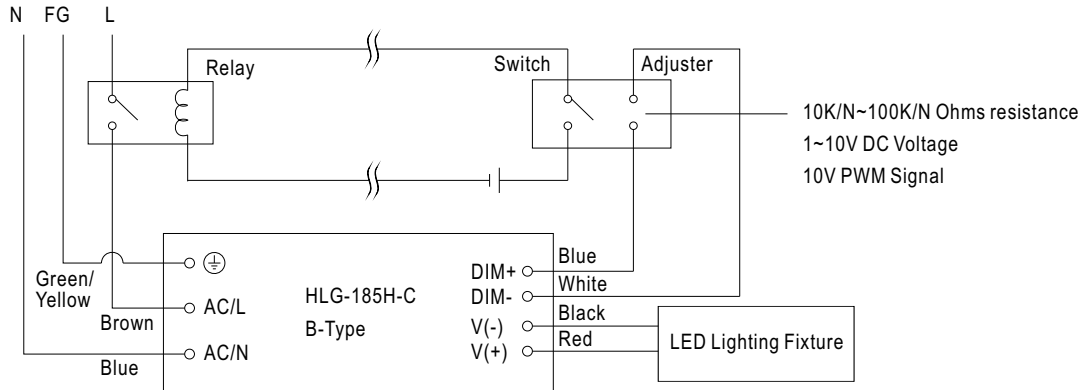 N FG L
Relay
Switch
Adjuster
10K/N~100K/N Ohms resistance
1~10V DC Voltage
10V PWM Signal
Green/
Yellow
Brown
Blue
AC/L
AC/N
HLG-185H-C
B-Type
DIM+
DIM-
V(-)
V(+)
Blue
White
Black
Red
LED Lighting Fixture